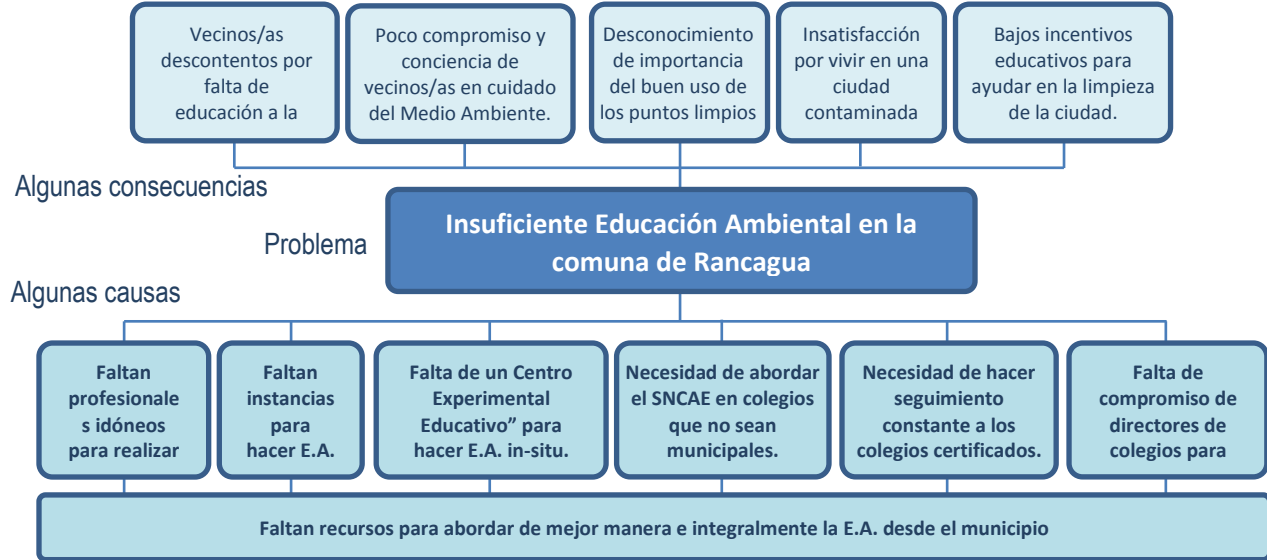 Vecinos/as
descontentos por
falta de
educación a la
Poco compromiso y
conciencia de
vecinos/as en cuidado
del Medio Ambiente.
Desconocimiento
de importancia
del buen uso de
los puntos limpios
Insatisfacción
por vivir en una
ciudad
contaminada
Bajos incentivos
educativos para
ayudar en la limpieza
de la ciudad.
Algunas consecuencias
Problema
Insuficiente Educación Ambiental en la
comuna de Rancagua
Algunas causas
Faltan
profesionale
s idóneos
para realizar
Faltan
instancias
para
hacer E.A.
Falta de un Centro
Experimental
Educativo” para
hacer E.A. in-situ.
Necesidad de abordar
el SNCAE en colegios
que no sean
municipales.
Necesidad de hacer
seguimiento
constante a los
colegios certificados.
Falta de
compromiso de
directores de
colegios para
Faltan recursos para abordar de mejor manera e integralmente la E.A. desde el municipio